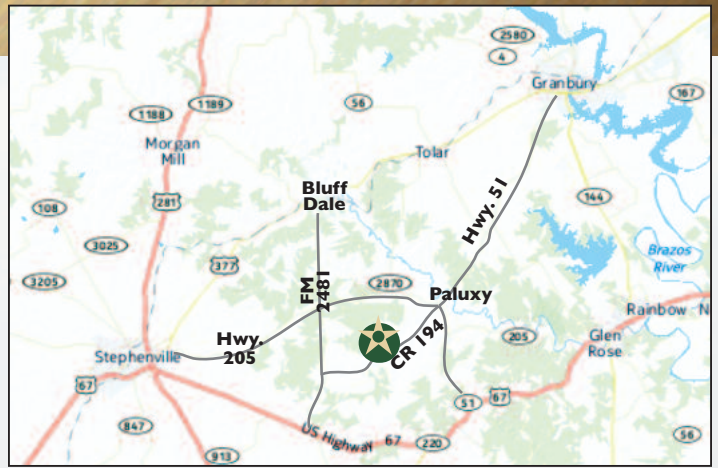 2580
4
Granbury
167
1188
1189
56
Morgan
Mill
Tolar
Bluff
Dale
Hwy. 51
281
108
144
3025
377
Brazos
River
3205
FM
2481
2870
Paluxy
Rainbow N
Hwy.
205
CR 194
205
Glen
Rose
Stephenville
67
51
67
847
US Highway 67
220
913
56